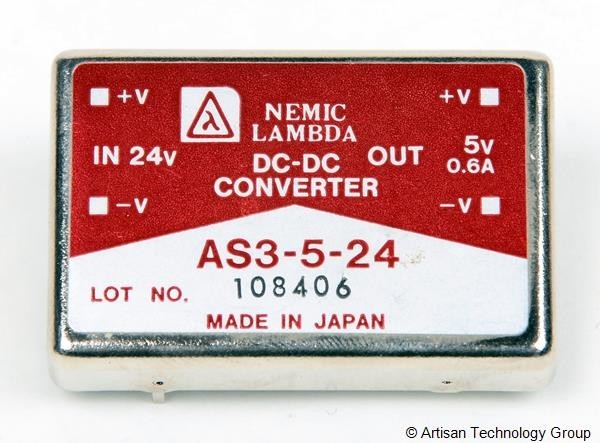 +V
+V
NEMIC
LAMBDA
IN 24V
OUT
5V
0.6A
DC-DC
CONVERTER
-V
-V
AS3-5-24
LOT NO. 108406
MADE IN JAPAN
© Artisan Technology Group